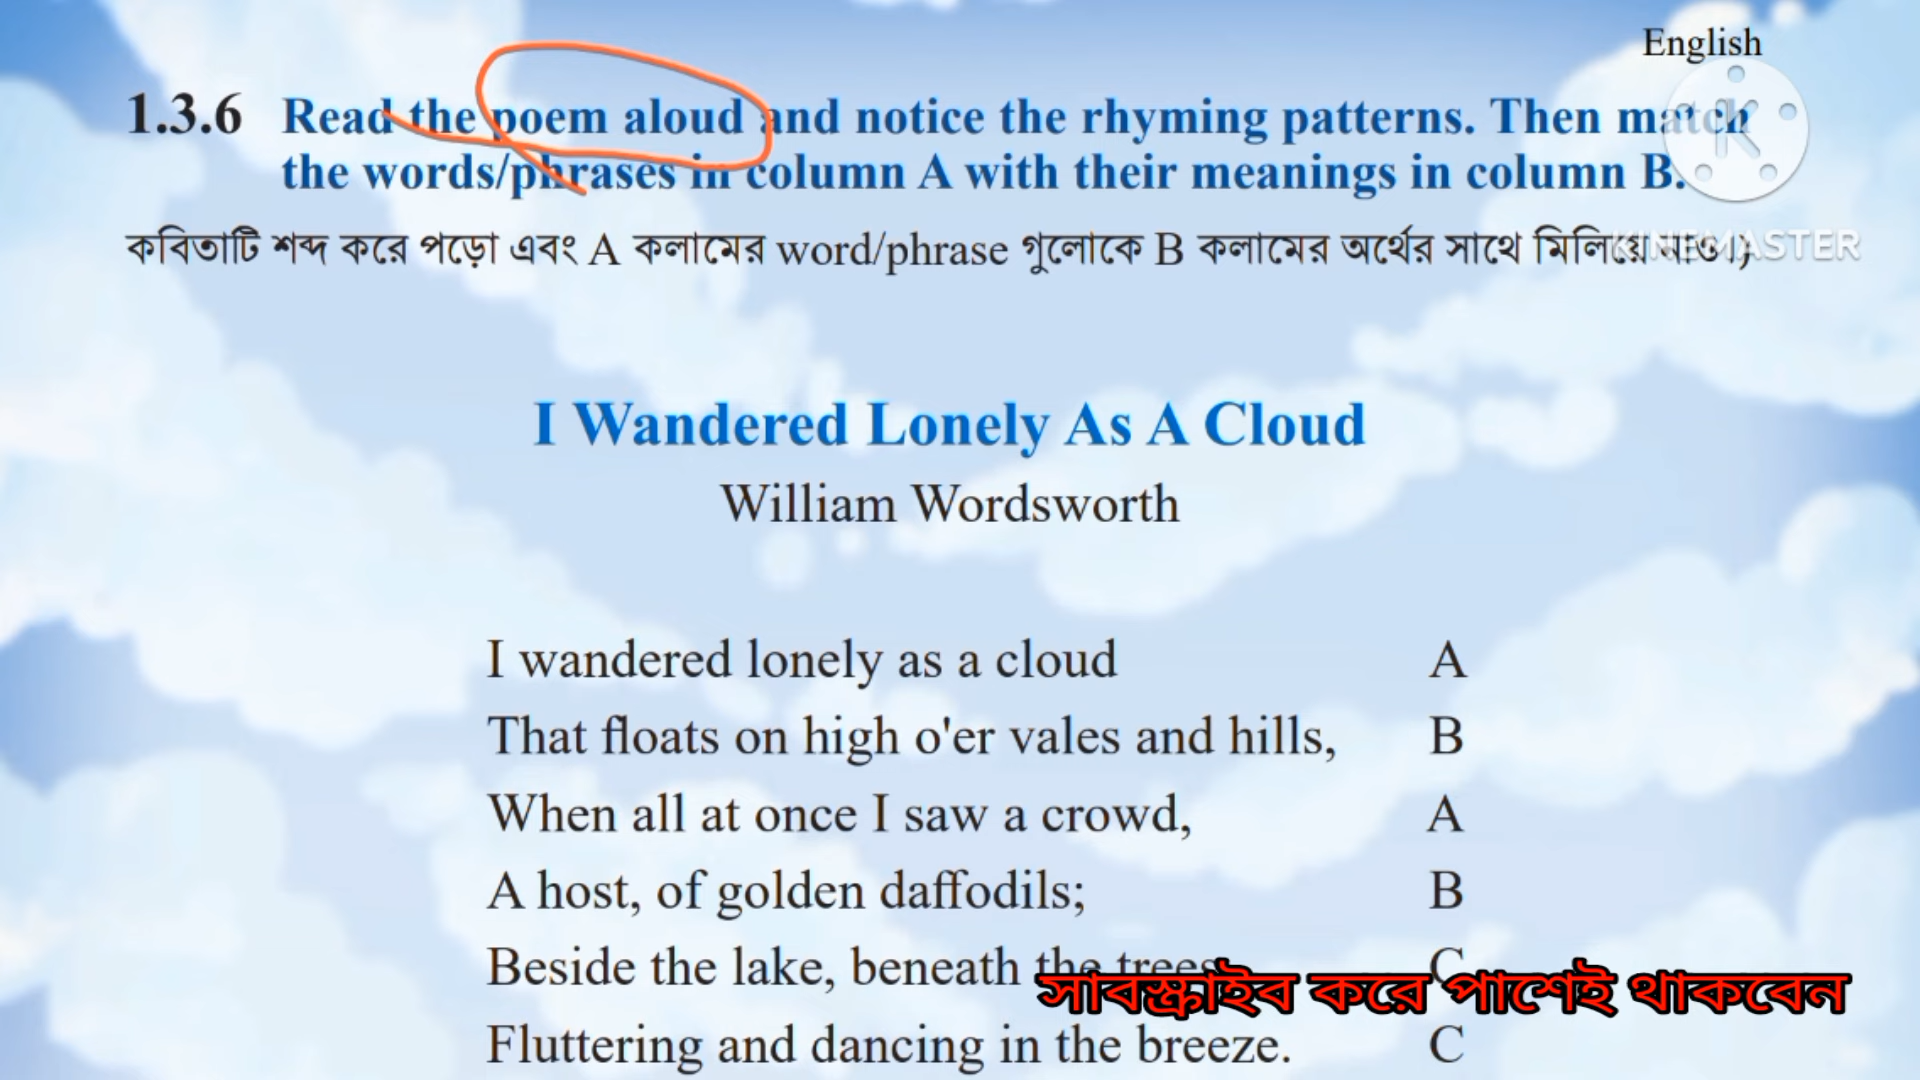 English
1.3.6 Read the poem aloud and notice the rhyming patterns. Then match
the words/phrases in column A with their meanings in column B.
কবিতাটি শব্দ করে পড়ো এবং A কলামের word/phrase গুলোকে B কলামের অর্থের সাথে মিলিয়ে নাও।)
KINEMASTER
I Wandered Lonely As A Cloud
William Wordsworth
I wandered lonely as a cloud A
That floats on high o'er vales and hills, B
When all at once I saw a crowd, A
A host, of golden daffodils; B
Beside the lake, beneath the trees, C
সাবস্ক্রাইব করে পাশেই থাকবেন
Fluttering and dancing in the breeze. C